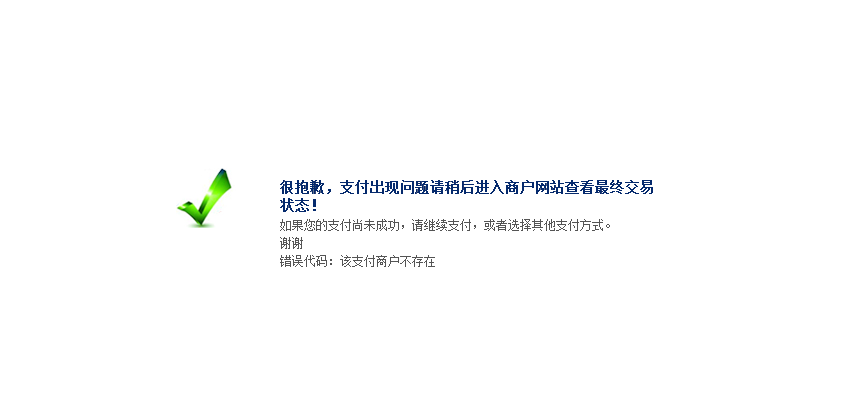 很抱歉，支付出现问题请稍后进入商户网站查看最终交易
状态！
如果您的支付尚未成功，请继续支付，或者选择其他支付方式。
谢谢
错误代码：该支付商户不存在